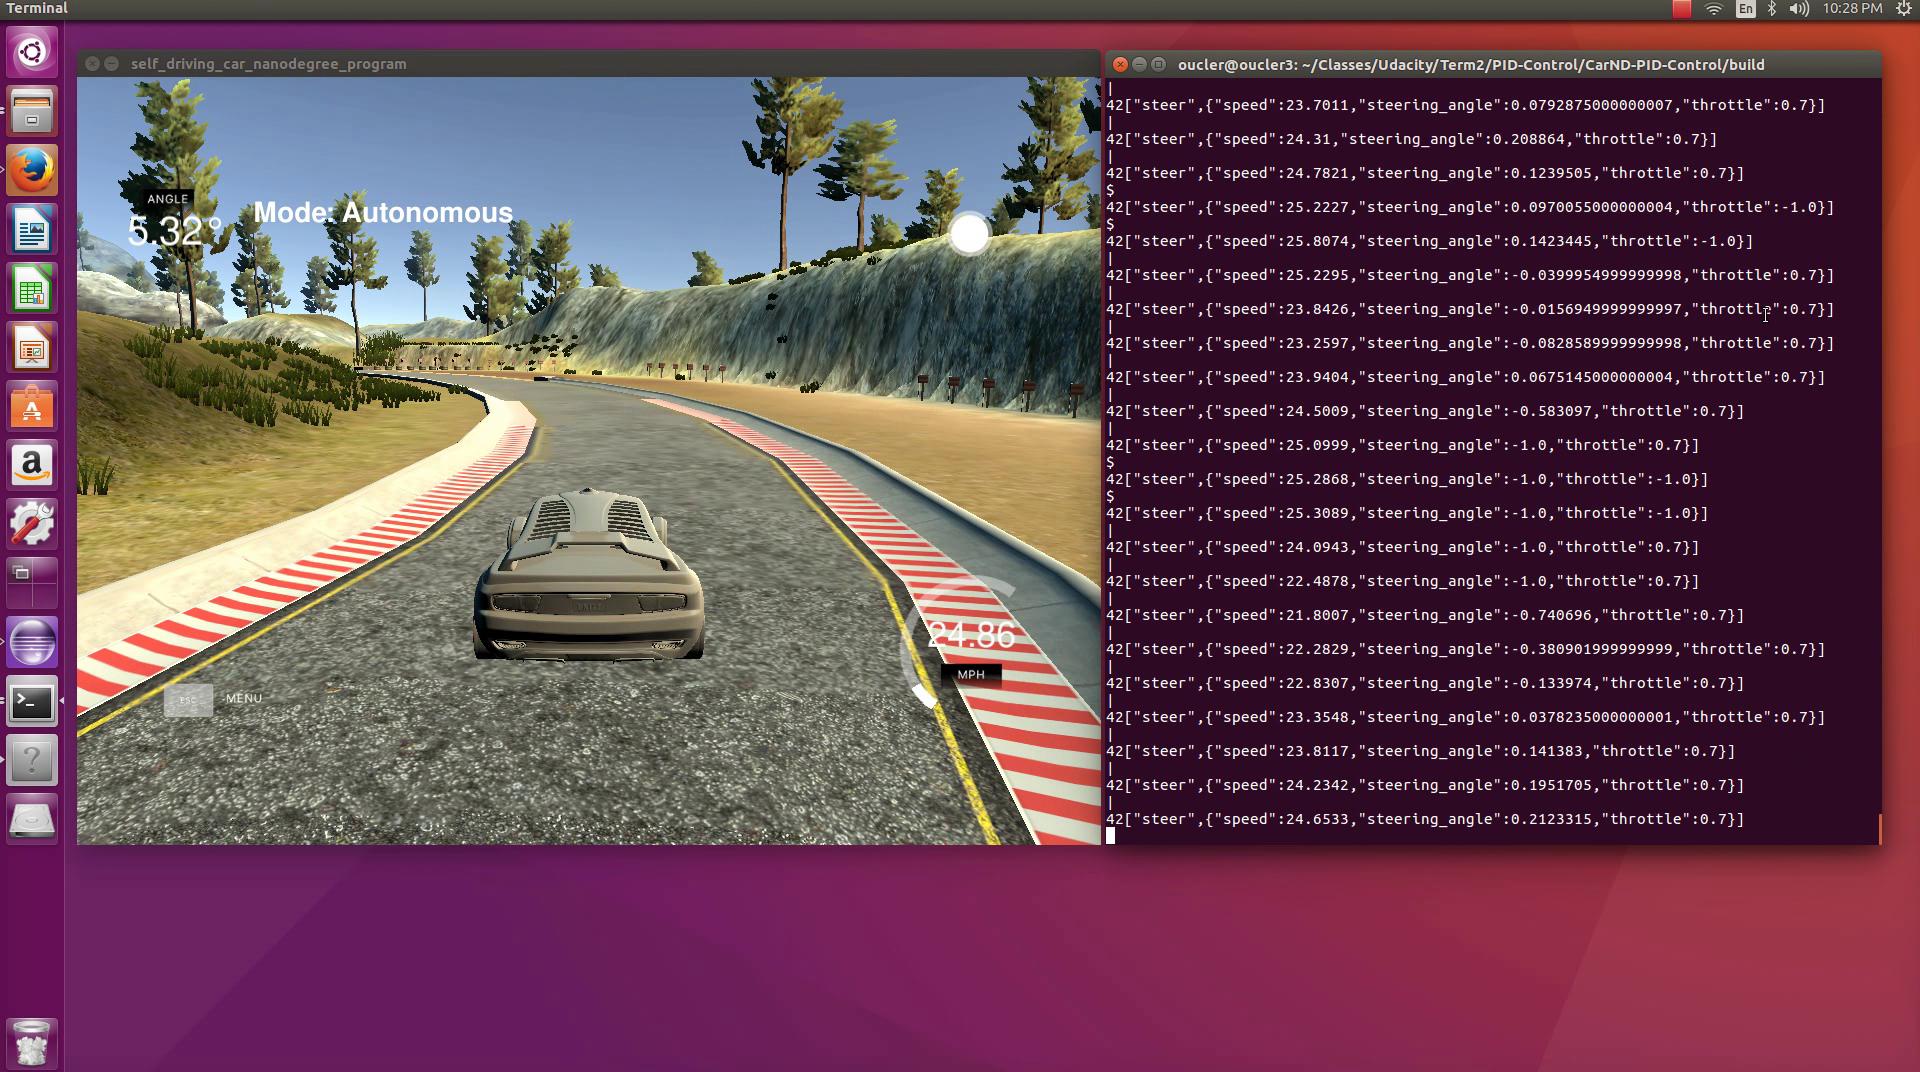 Terminal
En
10:28 PM
self_driving_car_nanodegree_program
ANGLE
5.32°
Mode: Autonomous
24.86
MPH
ESC
MENU
oucler@oucler3: ~/Classes/Udacity/Term2/PID-Control/CarND-PID-Control/build
|
42["steer",{"speed":23.7011,"steering_angle":0.0792875000000007,"throttle":0.7}]
|
42["steer",{"speed":24.31,"steering_angle":0.208864,"throttle":0.7}]
|
42["steer",{"speed":24.7821,"steering_angle":0.1239505,"throttle":0.7}]
$
42["steer",{"speed":25.2227,"steering_angle":0.0970055000000004,"throttle":-1.0}]
$
42["steer",{"speed":25.8074,"steering_angle":0.1423445,"throttle":-1.0}]
|
42["steer",{"speed":25.2295,"steering_angle":-0.0399954999999998,"throttle":0.7}]
|
42["steer",{"speed":23.8426,"steering_angle":-0.0156949999999997,"throttle":0.7}]
|
42["steer",{"speed":23.2597,"steering_angle":-0.0828589999999998,"throttle":0.7}]
|
42["steer",{"speed":23.9404,"steering_angle":0.0675145000000004,"throttle":0.7}]
|
42["steer",{"speed":24.5009,"steering_angle":-0.583097,"throttle":0.7}]
|
42["steer",{"speed":25.0999,"steering_angle":-1.0,"throttle":0.7}]
$
42["steer",{"speed":25.2868,"steering_angle":-1.0,"throttle":-1.0}]
$
42["steer",{"speed":25.3089,"steering_angle":-1.0,"throttle":-1.0}]
|
42["steer",{"speed":24.0943,"steering_angle":-1.0,"throttle":0.7}]
|
42["steer",{"speed":22.4878,"steering_angle":-1.0,"throttle":0.7}]
|
42["steer",{"speed":21.8007,"steering_angle":-0.740696,"throttle":0.7}]
|
42["steer",{"speed":22.2829,"steering_angle":-0.380901999999999,"throttle":0.7}]
|
42["steer",{"speed":22.8307,"steering_angle":-0.133974,"throttle":0.7}]
|
42["steer",{"speed":23.3548,"steering_angle":0.0378235000000001,"throttle":0.7}]
|
42["steer",{"speed":23.8117,"steering_angle":0.141383,"throttle":0.7}]
|
42["steer",{"speed":24.2342,"steering_angle":0.1951705,"throttle":0.7}]
|
42["steer",{"speed":24.6533,"steering_angle":0.2123315,"throttle":0.7}]